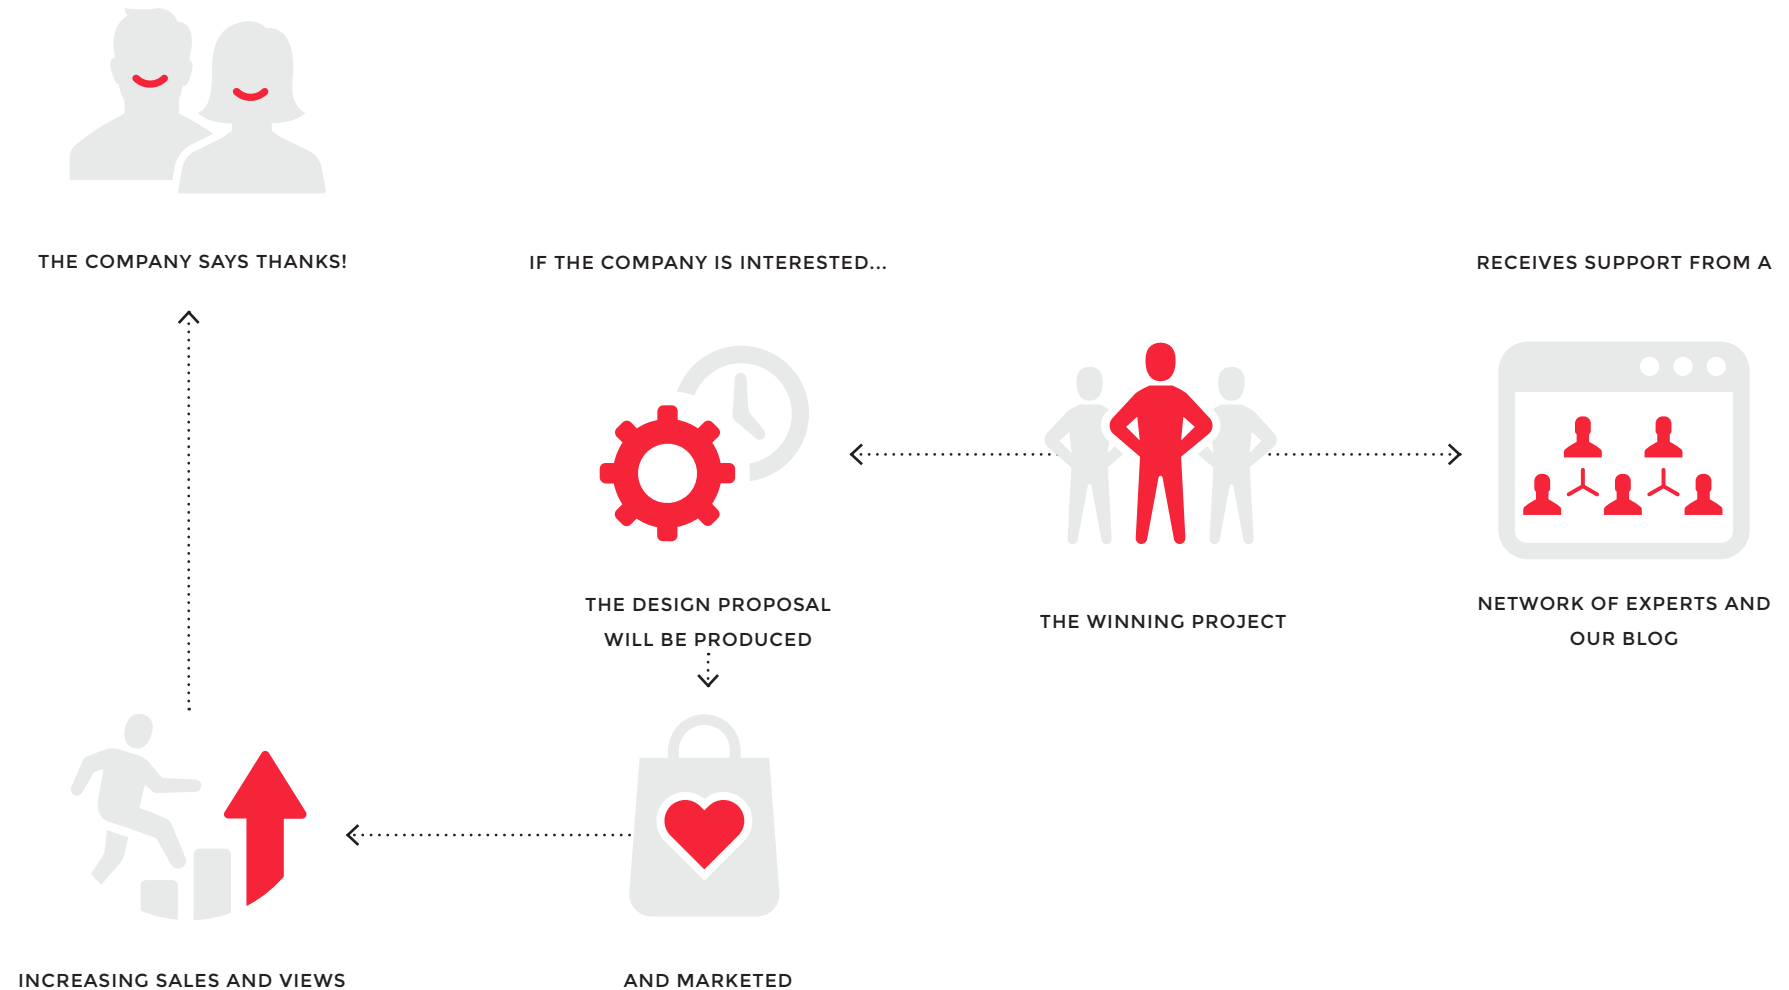 THE COMPANY SAYS THANKS!
IF THE COMPANY IS INTERESTED...
RECEIVES SUPPORT FROM A
THE DESIGN PROPOSAL
WILL BE PRODUCED
THE WINNING PROJECT
NETWORK OF EXPERTS AND
OUR BLOG
INCREASING SALES AND VIEWS
AND MARKETED